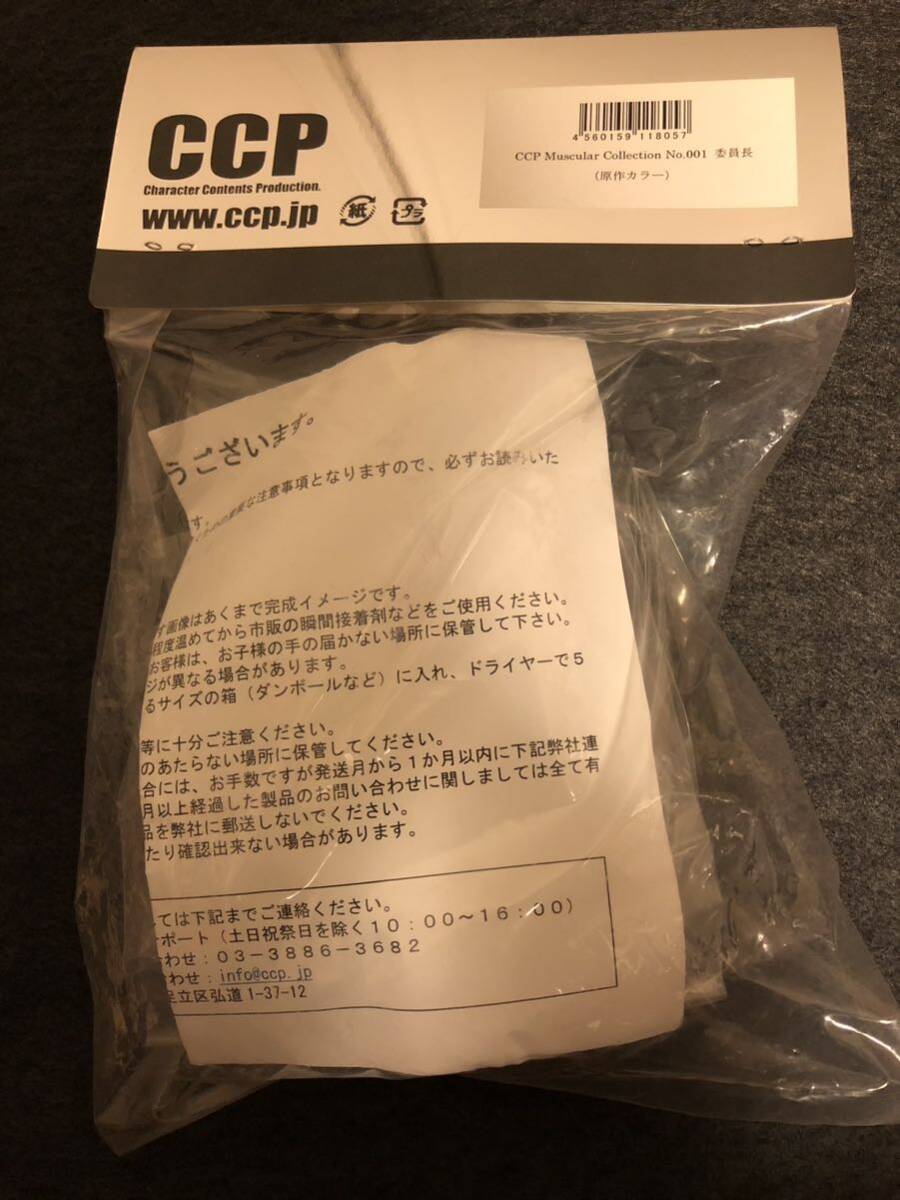 CCP
Character Contents Production.
www.ccp.jp
紙
プラ
4560159118057
CCP Muscular Collection No.001 委員長
（原作カラー）
うございます。
な注意事項となりますので、必ずお読みいた
す。
す画像はあくまで完成イメージです。
程度温めてから市販の瞬間接着剤などをご使用ください。
お客様は、お子様の手の届かない場所に保管して下さい。
ジが異なる場合があります。
るサイズの箱（ダンボールなど）に入れ、ドライヤーで５
等に十分ご注意ください。
のあたらない場所に保管してください。
合には、お手数ですが発送月から１か月以内に下記弊社連
月以上経過した製品のお問い合わせに関しましては全て有
品を弊社に郵送しないでください。
たり確認出来ない場合があります。
ては下記までご連絡ください。
ポート（土日祝祭日を除く１０：００～１６：００）
わせ：０３－３８８６－３６８２
わせ：info@ccp.jp
足立区弘道 1-37-12